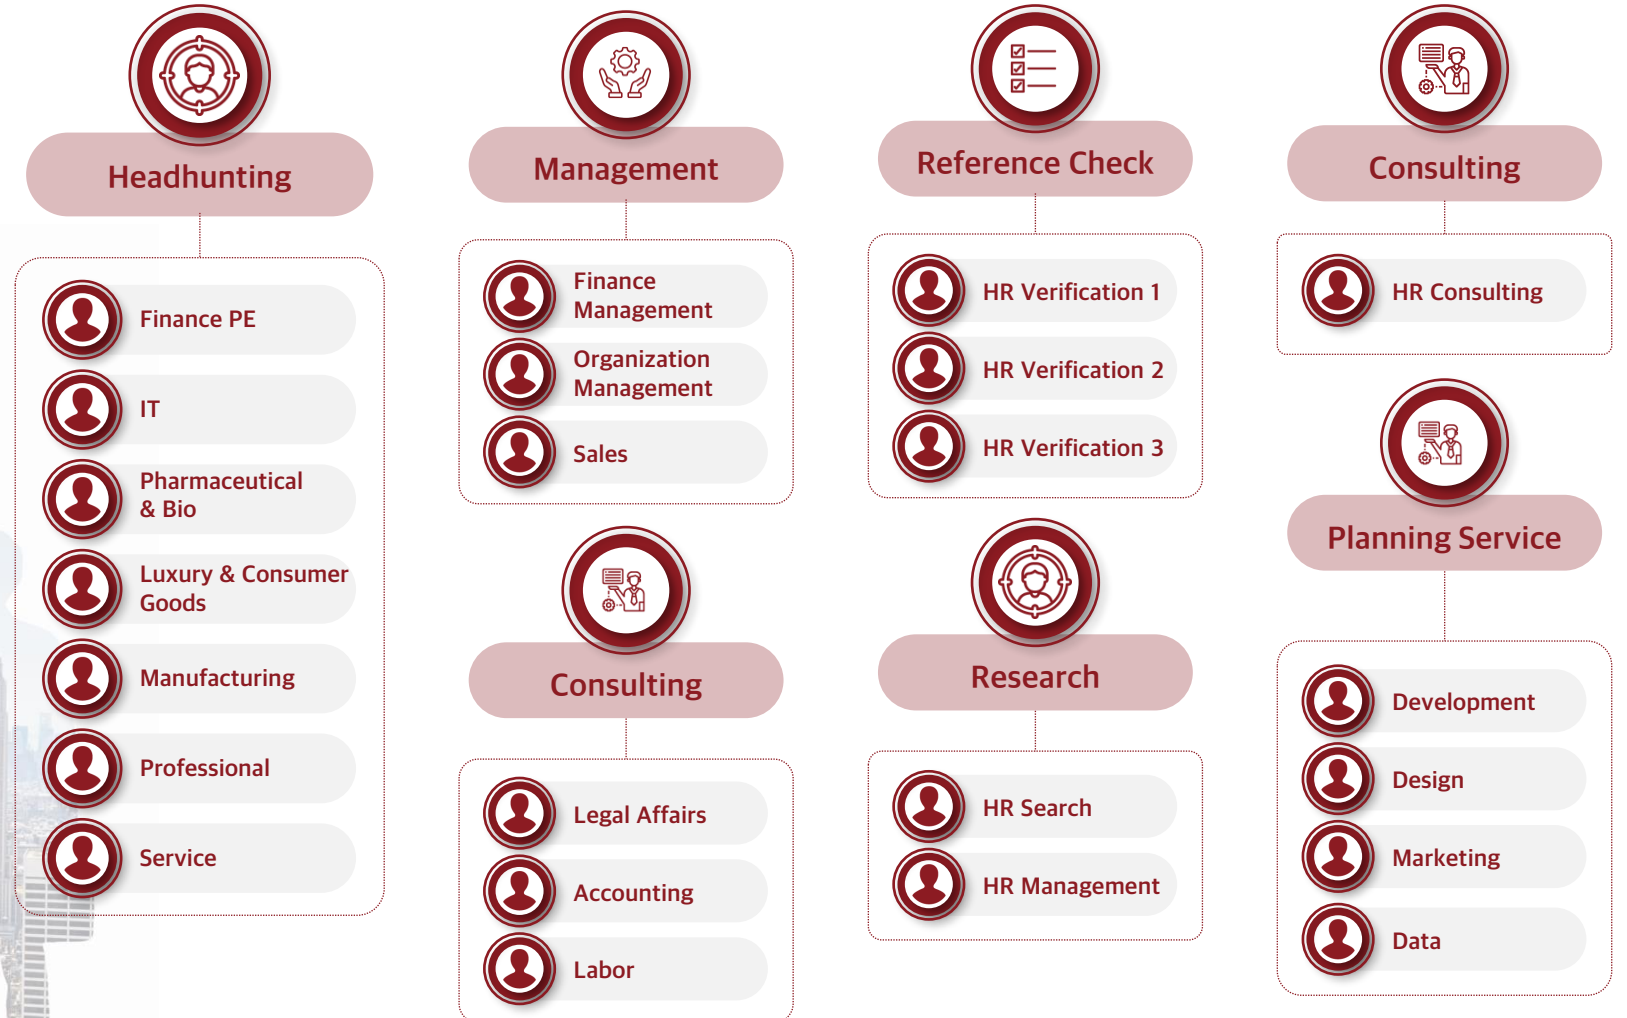 Headhunting
Finance PE
IT
Pharmaceutical
& Bio
Luxury & Consumer
Goods
Manufacturing
Professional
Service
Management
Finance
Management
Organization
Management
Sales
Consulting
Legal Affairs
Accounting
Labor
Reference Check
HR Verification 1
HR Verification 2
HR Verification 3
Research
HR Search
HR Management
Consulting
HR Consulting
Planning Service
Development
Design
Marketing
Data